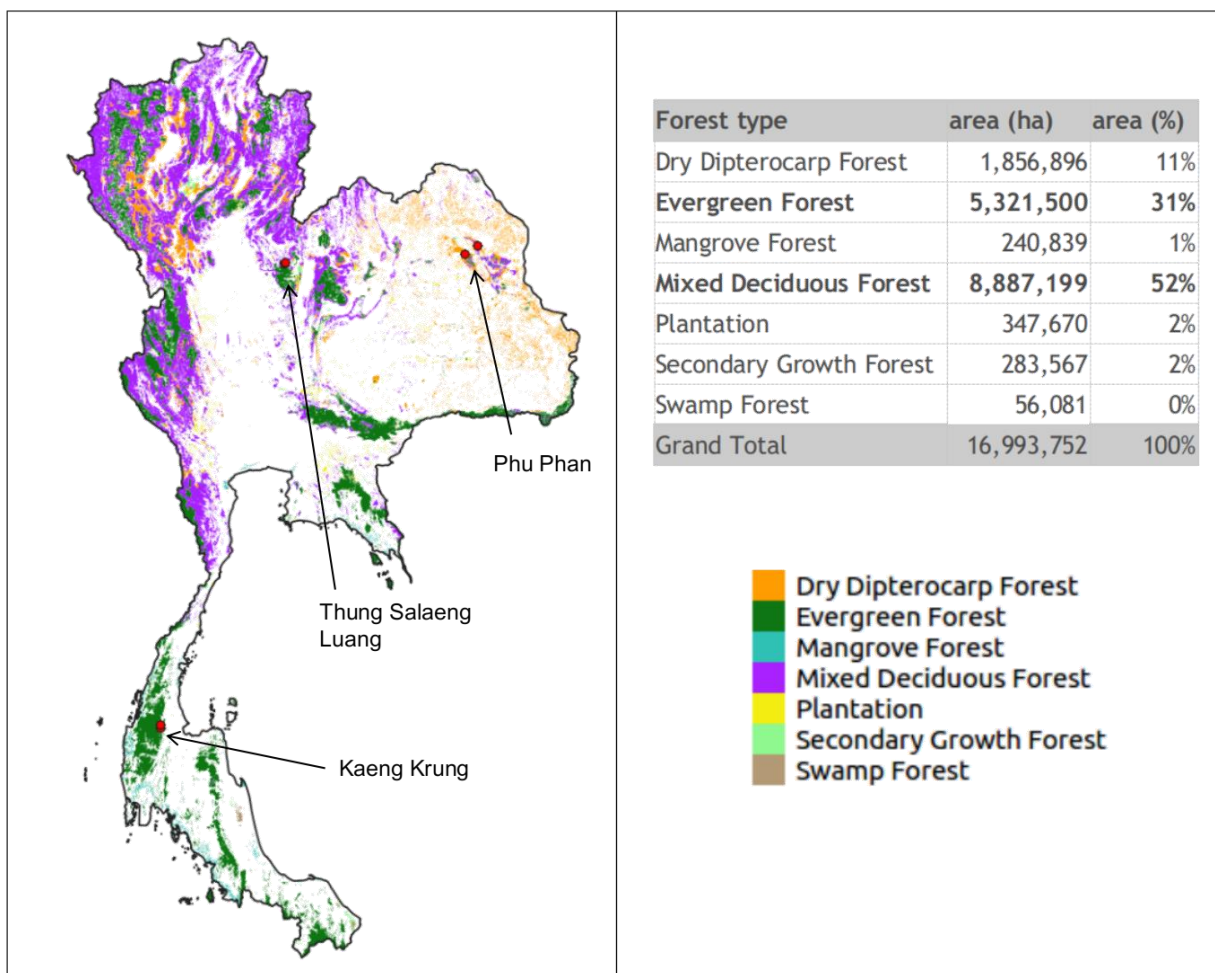 Phu Phan
Thung Salaeng
Luang
Kaeng Krung
Forest type area (ha) area (%)
Dry Dipterocarp Forest 1,856,896 11%
Evergreen Forest 5,321,500 31%
Mangrove Forest 240,839 1%
Mixed Deciduous Forest 8,887,199 52%
Plantation 347,670 2%
Secondary Growth Forest 283,567 2%
Swamp Forest 56,081 0%
Grand Total 16,993,752 100%
Dry Dipterocarp Forest
Evergreen Forest
Mangrove Forest
Mixed Deciduous Forest
Plantation
Secondary Growth Forest
Swamp Forest